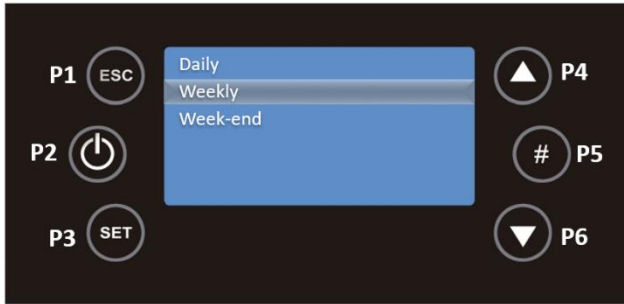 P1 ESC
P2
P3 SET
Daily
Weekly
Week-end
P4
# P5
P6